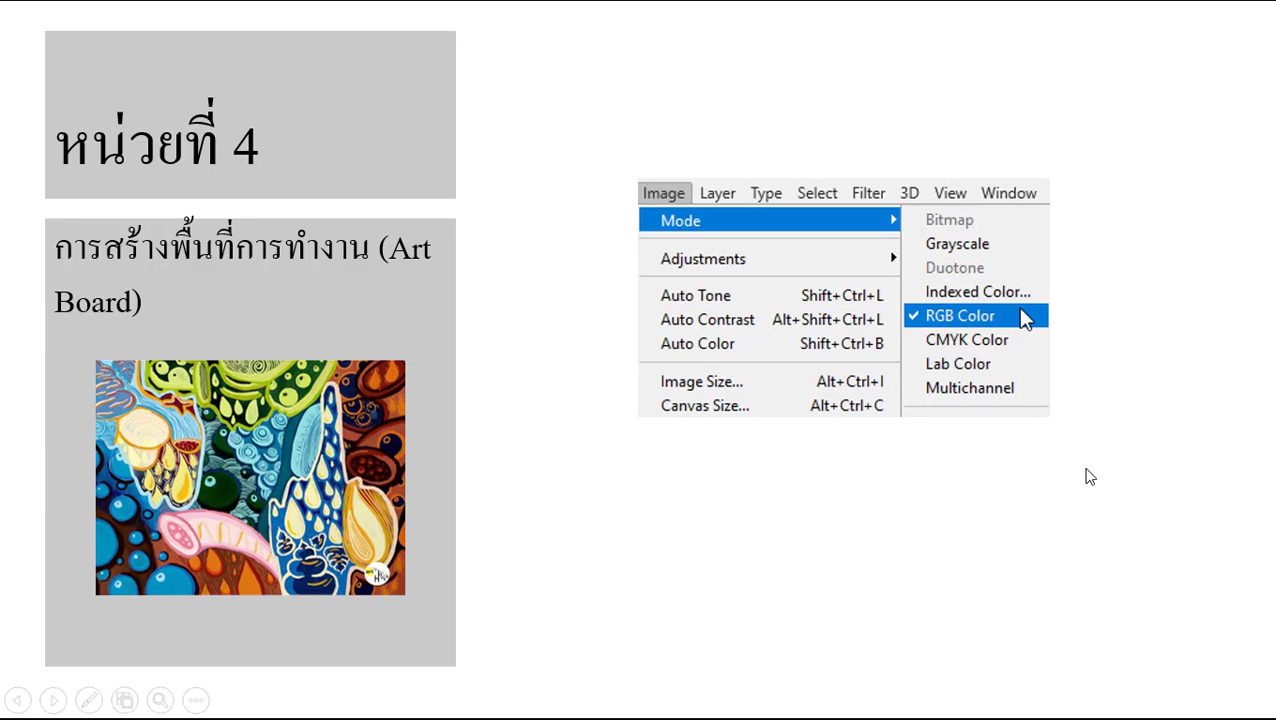 หน่วยที่ 4
การสร้างพื้นที่การทำงาน (Art
Board)
Image Layer Type Select Filter 3D View Window
Mode
Adjustments
Auto Tone Shift+Ctrl+L
Auto Contrast Alt+Shift+Ctrl+L
Auto Color Shift+Ctrl+B
Image Size... Alt+Ctrl+I
Canvas Size... Alt+Ctrl+C
Bitmap
Grayscale
Duotone
Indexed Color...
RGB Color
CMYK Color
Lab Color
Multichannel